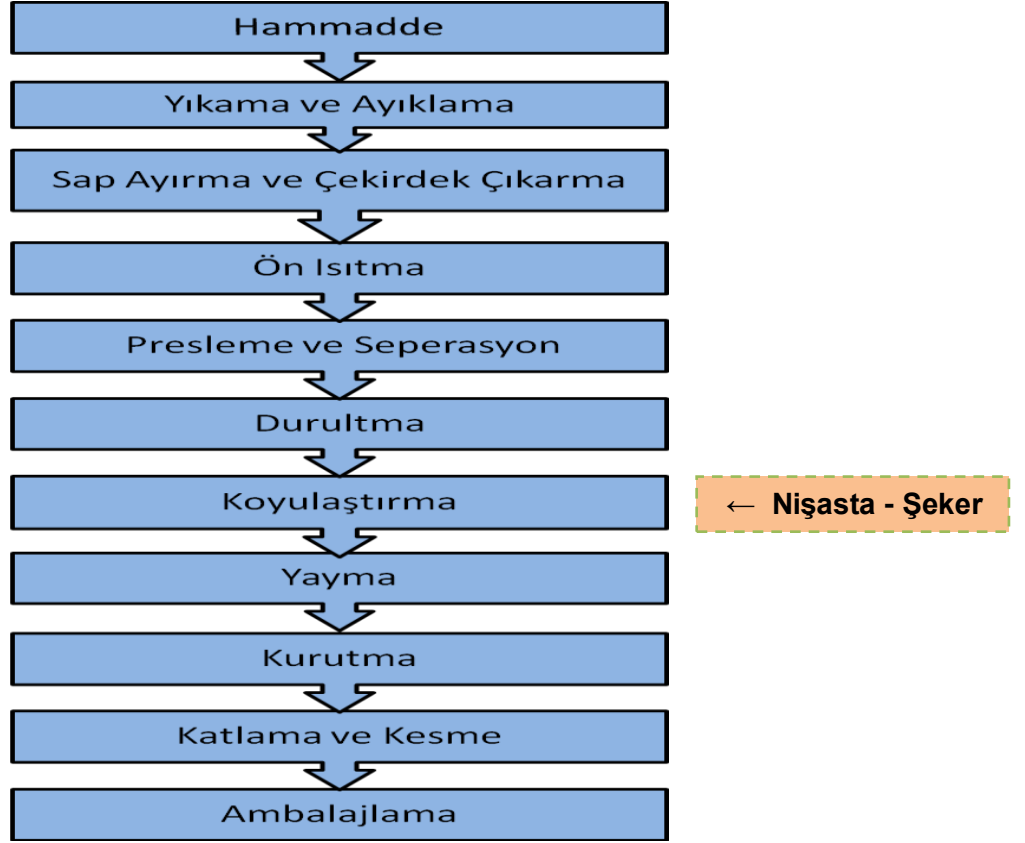 Hammadde
Yıkama ve Ayıklama
Sap Ayırma ve Çekirdek Çıkarma
Ön Isıtma
Presleme ve Seperasyon
Durultma
Koyulaştırma
← Nişasta - Şeker
Yayma
Kurutma
Katlama ve Kesme
Ambalajlama